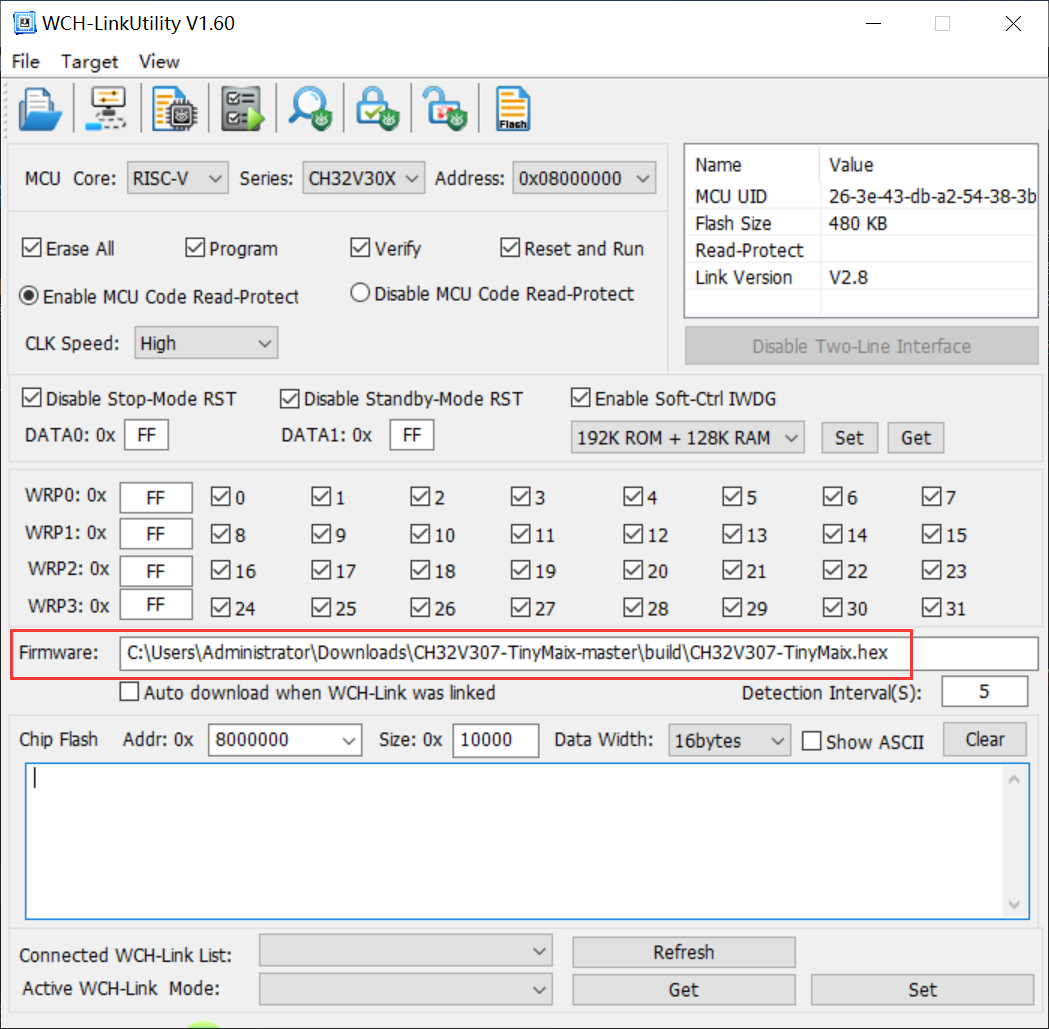 WCH-LinkUtility V1.60
File Target View
Flash
MCU Core: RISC-V Series: CH32V30X Address: 0x08000000
Erase All Program Verify Reset and Run
Enable MCU Code Read-Protect Disable MCU Code Read-Protect
CLK Speed: High
Name Value
MCU UID 26-3e-43-db-a2-54-38-3b
Flash Size 480 KB
Read-Protect
Link Version V2.8
Disable Two-Line Interface
Disable Stop-Mode RST Disable Standby-Mode RST Enable Soft-Ctrl IWDG
DATA0: 0x FF DATA1: 0x FF 192K ROM + 128K RAM Set Get
WRP0: 0x FF 0 1 2 3 4 5 6 7
WRP1: 0x FF 8 9 10 11 12 13 14 15
WRP2: 0x FF 16 17 18 19 20 21 22 23
WRP3: 0x FF 24 25 26 27 28 29 30 31
Firmware: C:\Users\Administrator\Downloads\CH32V307-TinyMaix-master\build\CH32V307-TinyMaix.hex
Auto download when WCH-Link was linked Detection Interval(S): 5
Chip Flash Addr: 0x 8000000 Size: 0x 10000 Data Width: 16bytes Show ASCII Clear
Connected WCH-Link List: Refresh
Active WCH-Link Mode: Get Set